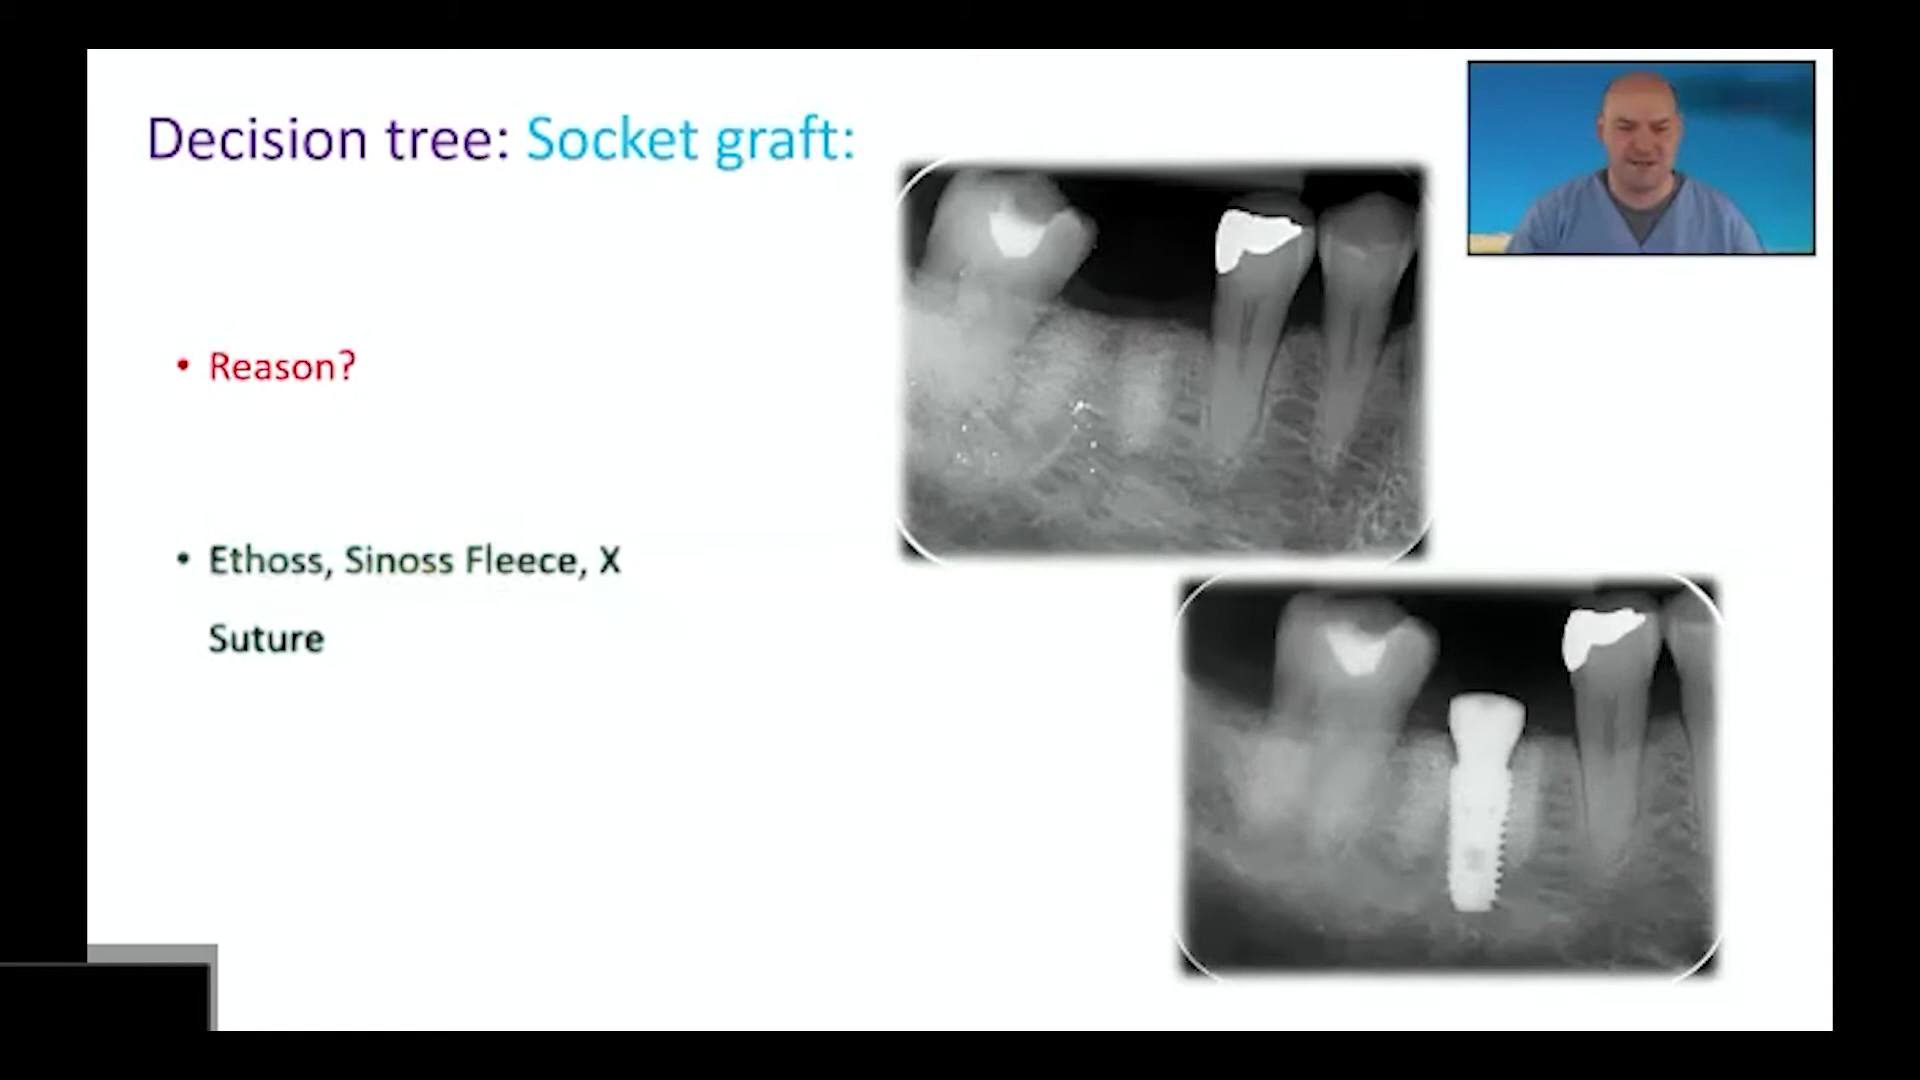 Decision tree: Socket graft:
• Reason?
• Ethoss, Sinoss Fleece, X
Suture